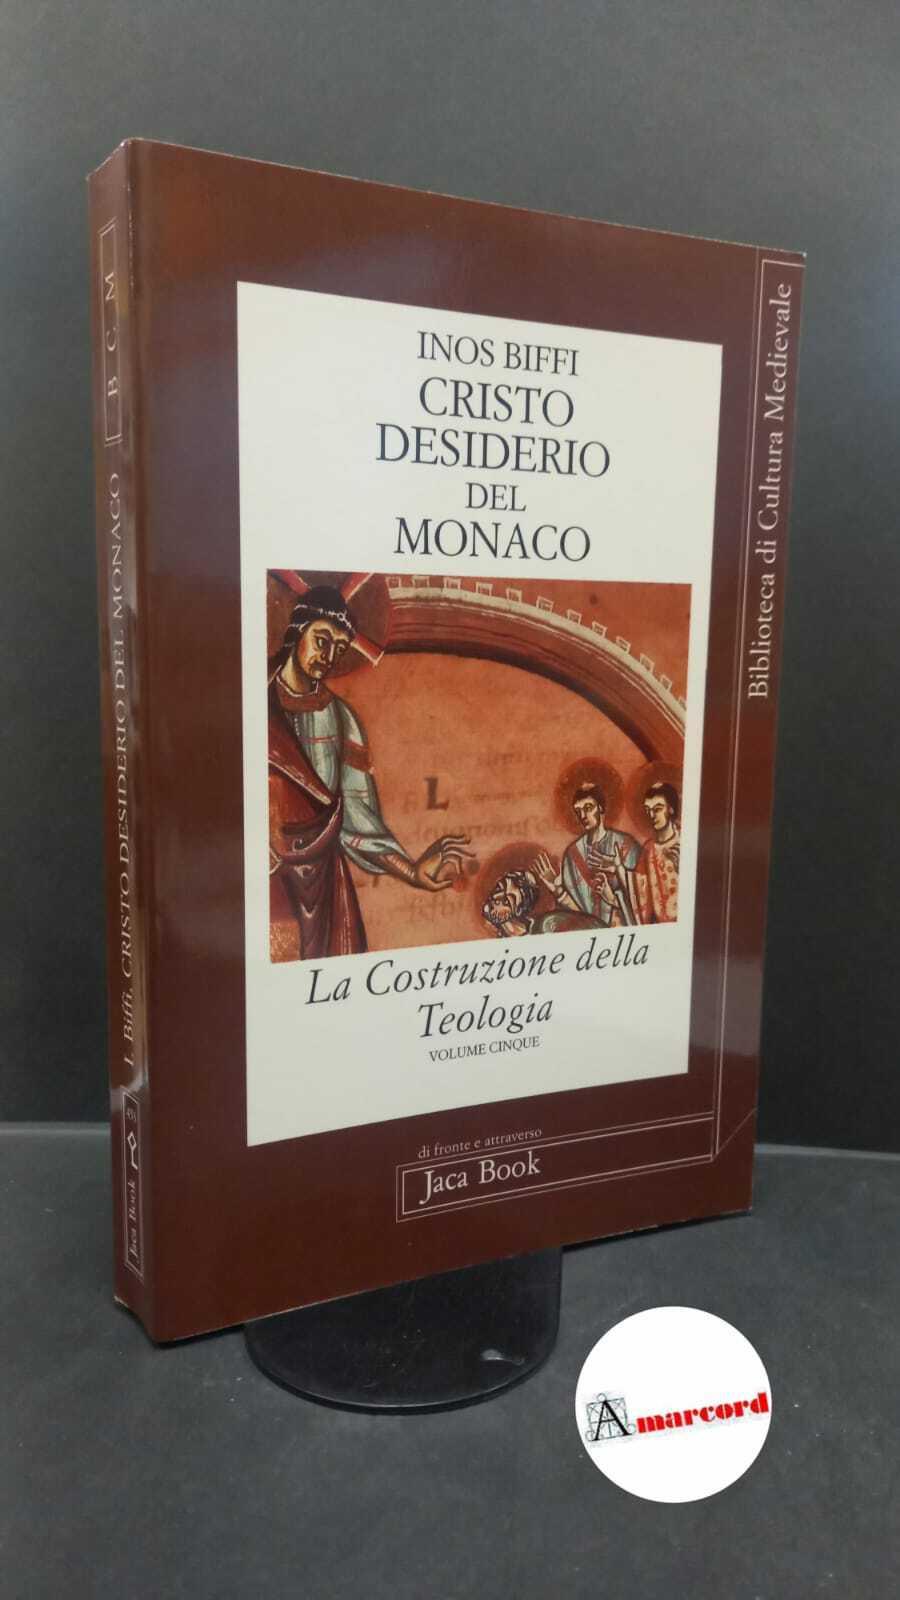 INOS BIFFI
CRISTO
DESIDERIO
DEL
MONACO
L
La Costruzione della
Teologia
VOLUME CINQUE
di fronte e attraverso
Jaca Book
Biblioteca di Cultura Medievale
B C M
I. Biffi, CRISTO DESIDERIO DEL MONACO
Jaca Book
Amarcord